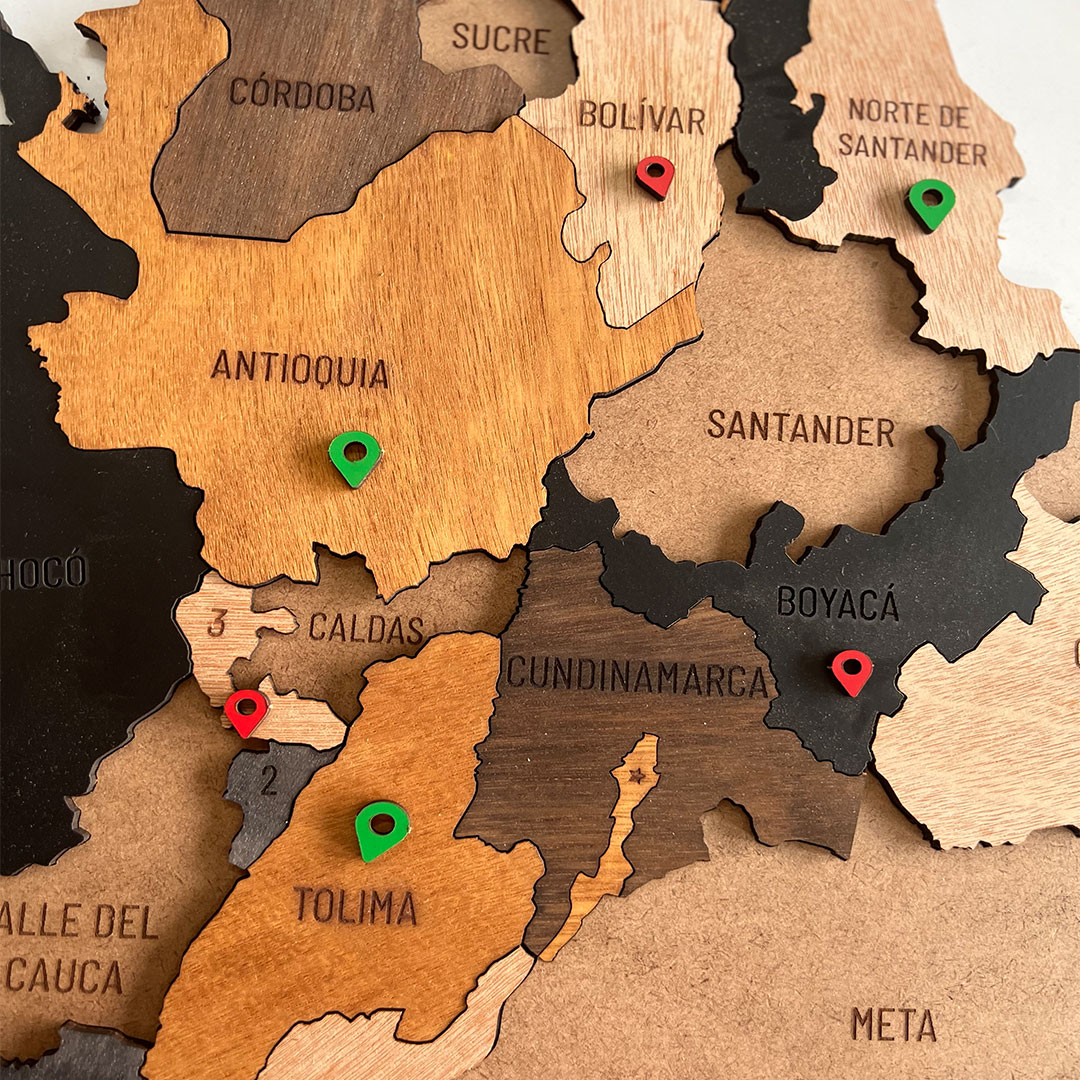 SUCRE
CÓRDOBA
BOLÍVAR
NORTE DE
SANTANDER
ANTIOQUIA
SANTANDER
HOCÓ
BOYACÁ
3
CALDAS
CUNDINAMARCA
2
TOLIMA
ALLE DEL
CAUCA
META